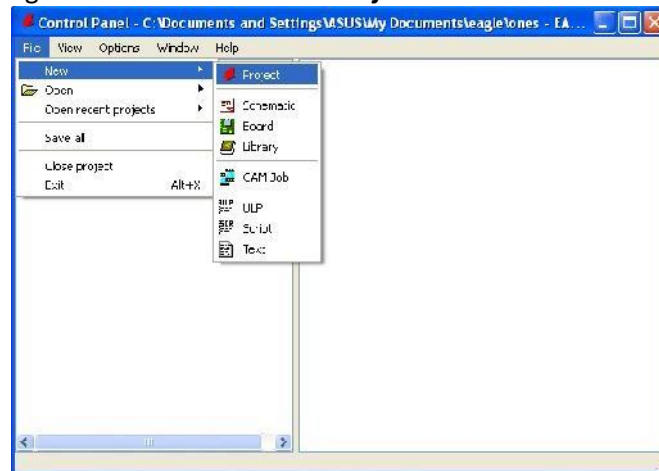 Control Panel - C:\Documents and Settings\ASUS\My Documents\eagle\ones - EA...
File View Options Window Help
New
Project
Open
Open recent projects
Schematic
Board
Library
Save all
Close project
CAM Job
Exit Alt+X
ULP
Script
Text